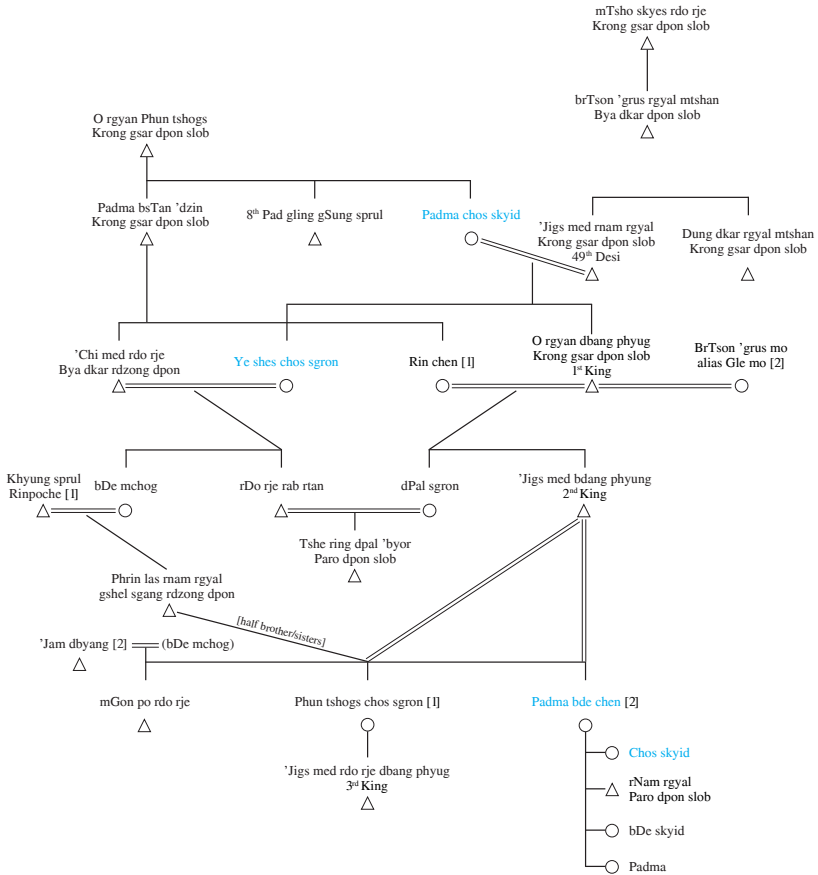 mTsho skyes rdo rje
Krong gsar dpon slob
brTson ’grus rgyal mtshan
Bya dkar dpon slob
O rgyan Phun tshogs
Krong gsar dpon slob
Padma bsTan ’dzin
Krong gsar dpon slob
8th Pad gling gSung sprul
Padma chos skyid
’Jigs med rnam rgyal
Krong gsar dpon slob
49th Desi
Dung dkar rgyal mtshan
Krong gsar dpon slob
’Chi med rdo rje
Bya dkar rdzong dpon
Ye shes chos sgron
Rin chen [1]
O rgyan dbang phyug
Krong gsar dpon slob
1st King
BrTson ’grus mo
alias Gle mo [2]
Khyung sprul
Rinpoche [1]
bDe mchog
rDo rje rab rtan
dPal sgron
’Jigs med bdang phyung
2nd King
Tshe ring dpal ’byor
Paro dpon slob
Phrin las rnam rgyal
gshel sgang rdzong dpon
[half brother/sisters]
’Jam dbyang [2]
(bDe mchog)
mGon po rdo rje
Phun tshogs chos sgron [1]
Padma bde chen [2]
’Jigs med rdo rje dbang phyug
3rd King
Chos skyid
rNam rgyal
Paro dpon slob
bDe skyid
Padma